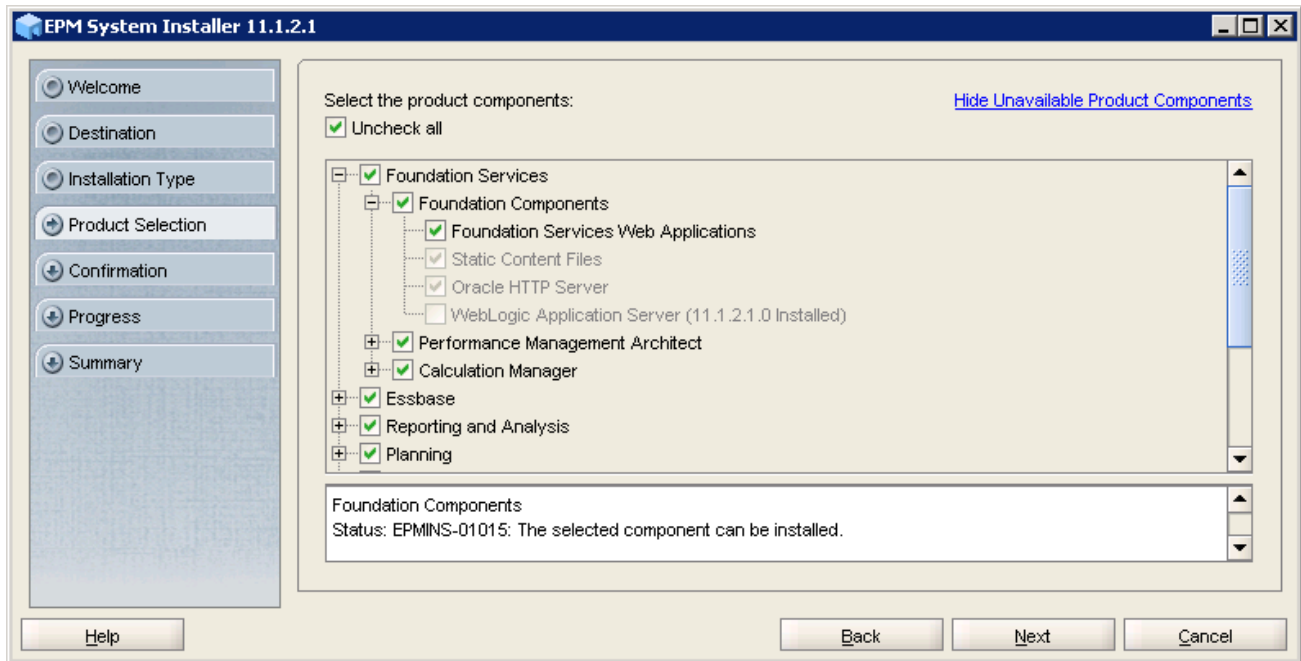 EPM System Installer 11.1.2.1
Welcome
Destination
Installation Type
Product Selection
Confirmation
Progress
Summary
Select the product components:
Hide Unavailable Product Components
Uncheck all
Foundation Services
Foundation Components
Foundation Services Web Applications
Static Content Files
Oracle HTTP Server
WebLogic Application Server (11.1.2.1.0 Installed)
Performance Management Architect
Calculation Manager
Essbase
Reporting and Analysis
Planning
Foundation Components
Status: EPMINS-01015: The selected component can be installed.
Help
Back
Next
Cancel